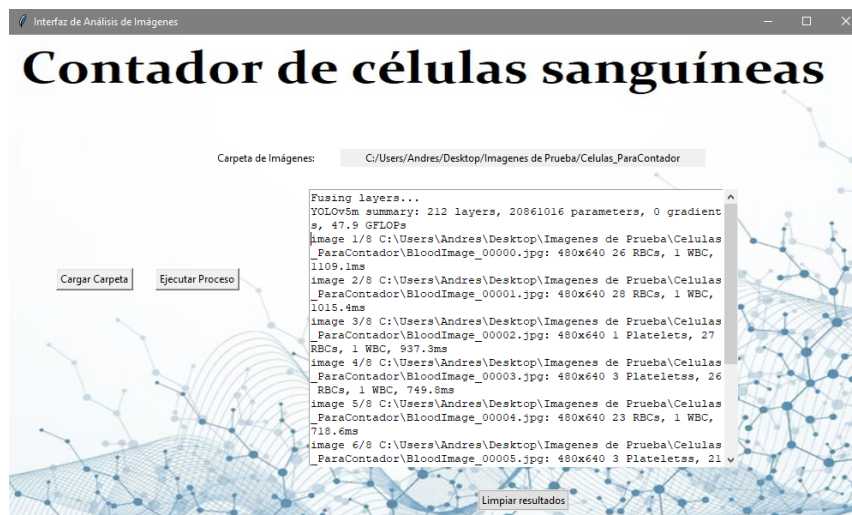 Interfaz de Análisis de Imágenes
Contador de células sanguíneas
Carpeta de Imágenes: C:/Users/Andres/Desktop/Imagenes de Prueba/Celulas_ParaContador
Fusing layers...
YOLOv5m summary: 212 layers, 20861016 parameters, 0 gradient
s, 47.9 GFLOPs
image 1/8 C:\Users\Andres\Desktop\Imagenes de Prueba\Celulas
_ParaContador\BloodImage_00000.jpg: 480x640 26 RBCs, 1 WBC,
1109.1ms
image 2/8 C:\Users\Andres\Desktop\Imagenes de Prueba\Celulas
_ParaContador\BloodImage_00001.jpg: 480x640 28 RBCs, 1 WBC,
1015.4ms
image 3/8 C:\Users\Andres\Desktop\Imagenes de Prueba\Celulas
_ParaContador\BloodImage_00002.jpg: 480x640 1 Platelets, 27
RBCs, 1 WBC, 937.3ms
image 4/8 C:\Users\Andres\Desktop\Imagenes de Prueba\Celulas
_ParaContador\BloodImage_00003.jpg: 480x640 3 Plateletss, 26
RBCs, 1 WBC, 749.8ms
image 5/8 C:\Users\Andres\Desktop\Imagenes de Prueba\Celulas
_ParaContador\BloodImage_00004.jpg: 480x640 23 RBCs, 1 WBC,
718.6ms
image 6/8 C:\Users\Andres\Desktop\Imagenes de Prueba\Celulas
_ParaContador\BloodImage_00005.jpg: 480x640 3 Plateletss, 21
Cargar Carpeta
Ejecutar Proceso
Limpiar resultados